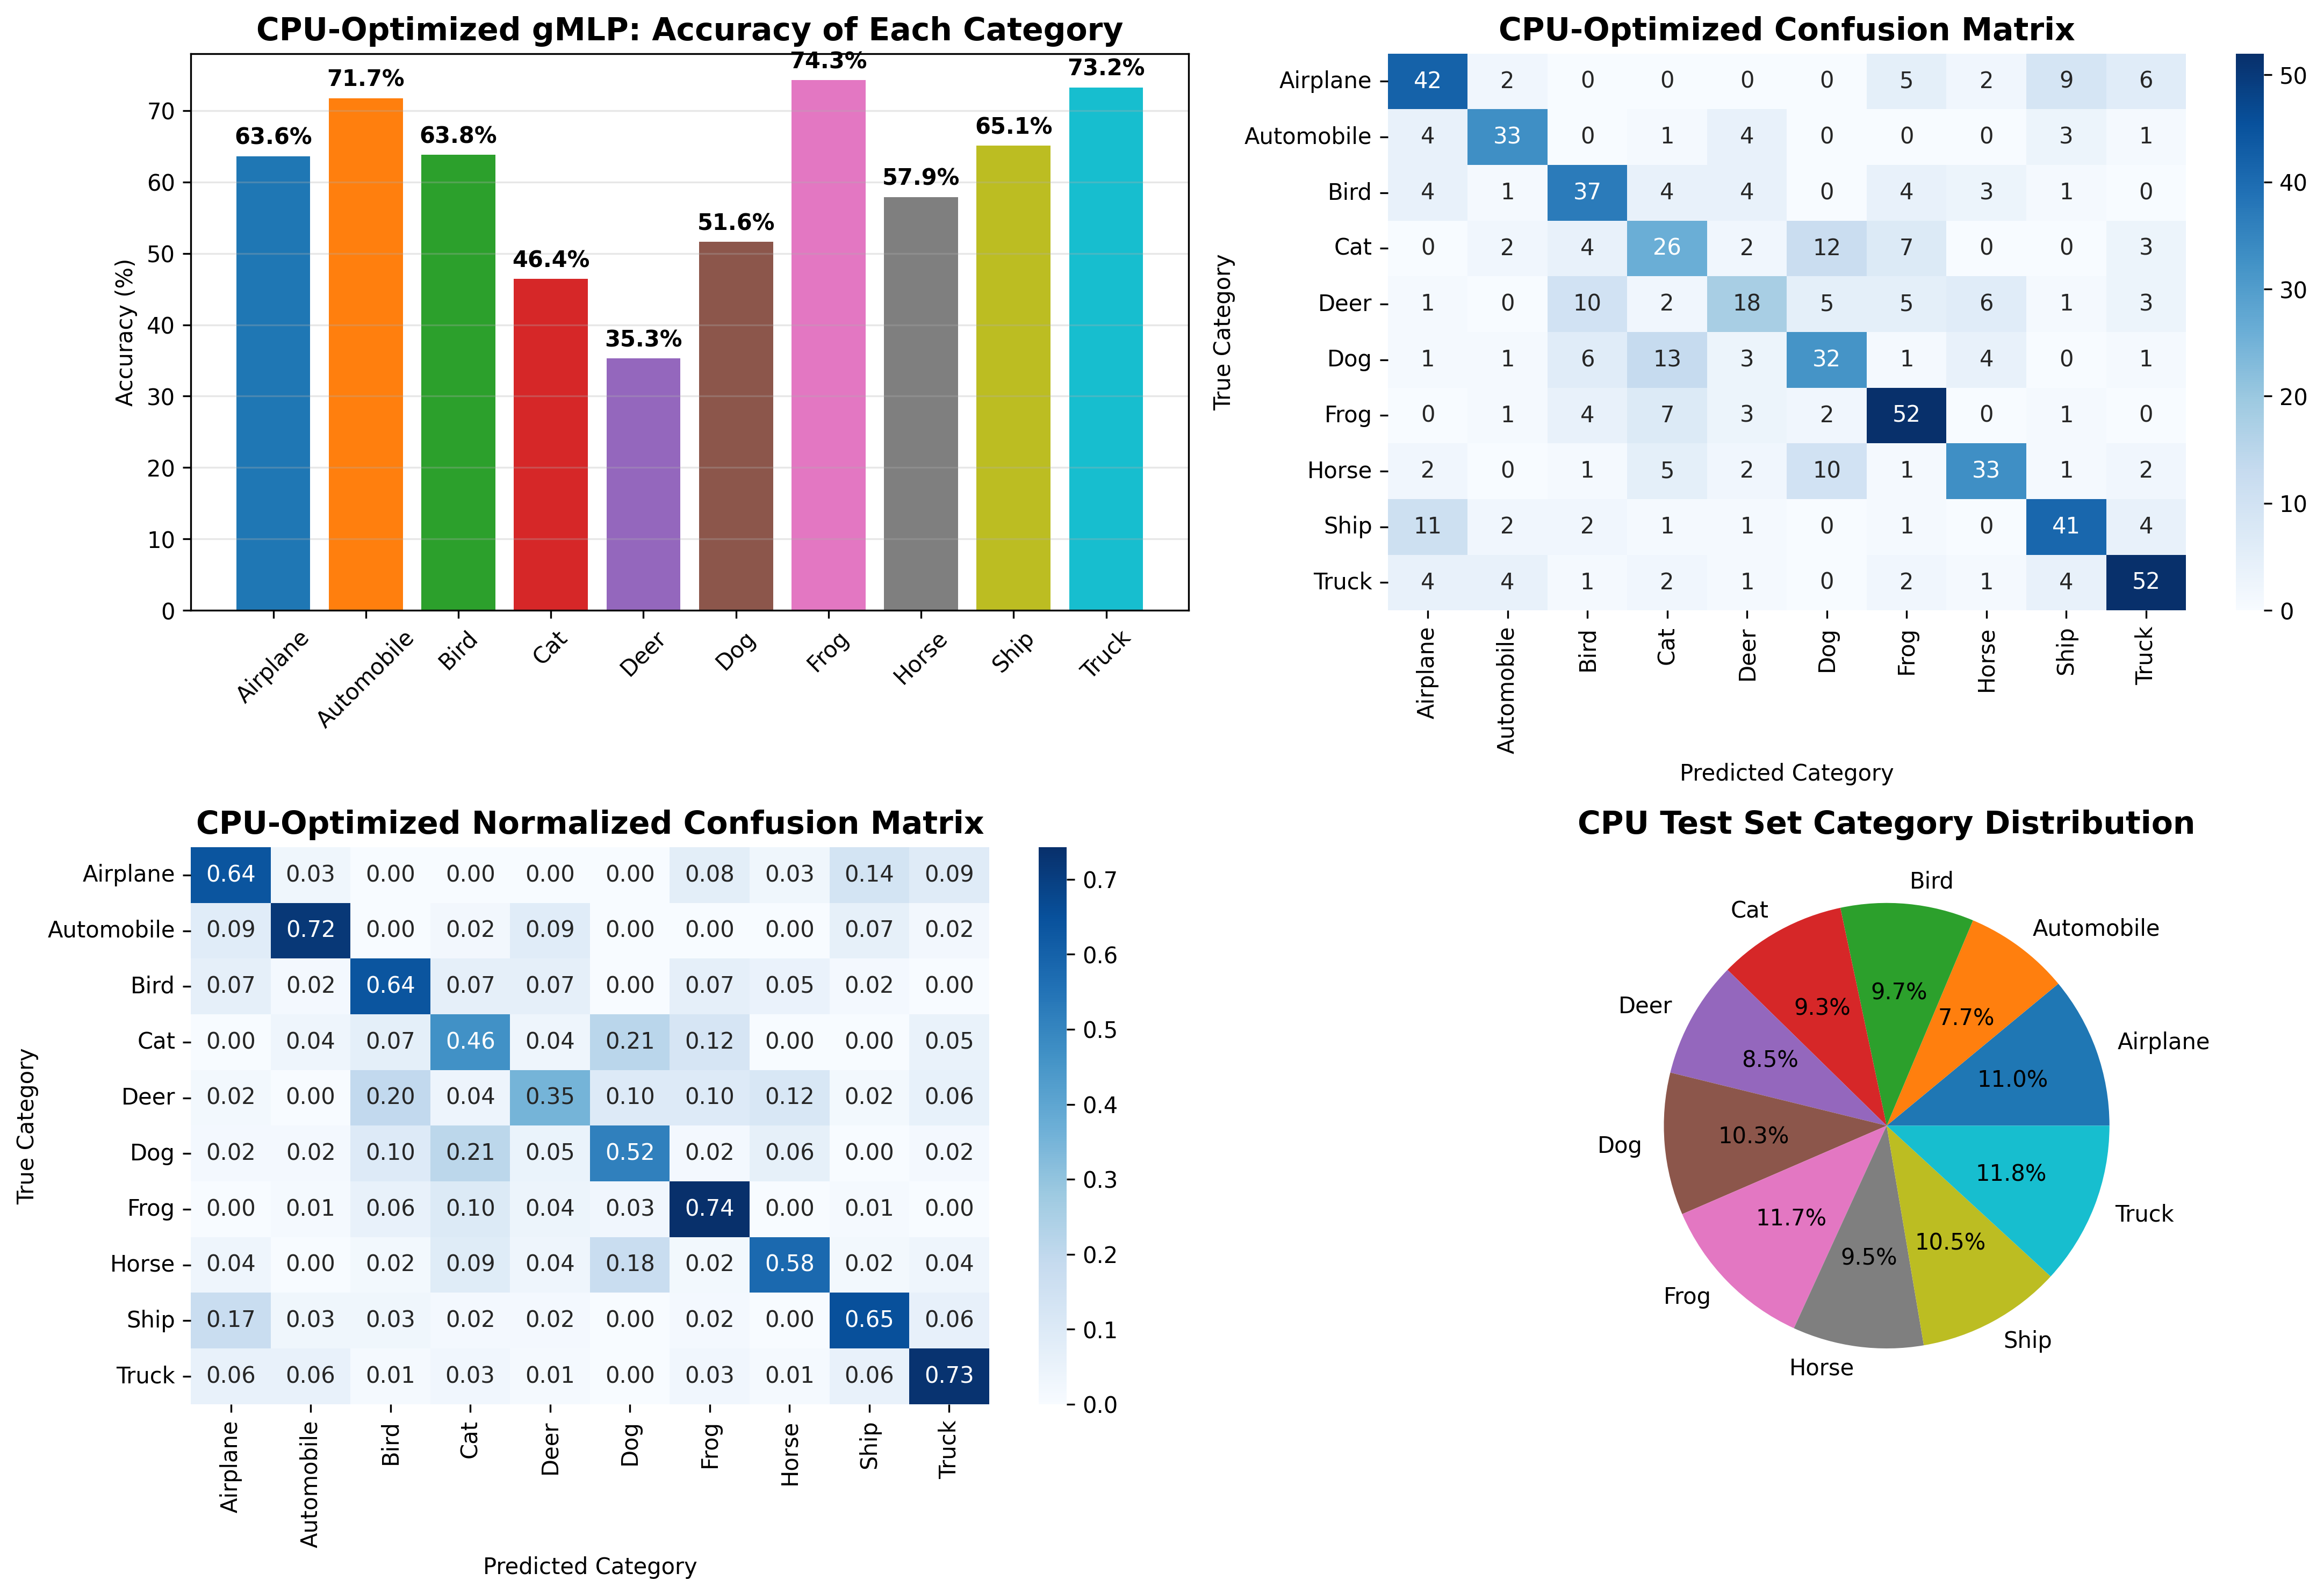 CPU-Optimized gMLP: Accuracy of Each Category
Accuracy (%)
70
60
50
40
30
20
10
0
63.6%
71.7%
63.8%
46.4%
35.3%
51.6%
74.3%
57.9%
65.1%
73.2%
Airplane
Automobile
Bird
Cat
Deer
Dog
Frog
Horse
Ship
Truck
CPU-Optimized Confusion Matrix
True Category
Airplane 42 2 0 0 0 0 5 2 9 6
Automobile 4 33 0 1 4 0 0 0 3 1
Bird 4 1 37 4 4 0 4 3 1 0
Cat 0 2 4 26 2 12 7 0 0 3
Deer 1 0 10 2 18 5 5 6 1 3
Dog 1 1 6 13 3 32 1 4 0 1
Frog 0 1 4 7 3 2 52 0 1 0
Horse 2 0 1 5 2 10 1 33 1 2
Ship 11 2 2 1 1 0 1 0 41 4
Truck 4 4 1 2 1 0 2 1 4 52
Airplane
Automobile
Bird
Cat
Deer
Dog
Frog
Horse
Ship
Truck
Predicted Category
50
40
30
20
10
0
CPU-Optimized Normalized Confusion Matrix
True Category
Airplane 0.64 0.03 0.00 0.00 0.00 0.00 0.08 0.03 0.14 0.09
Automobile 0.09 0.72 0.00 0.02 0.09 0.00 0.00 0.00 0.07 0.02
Bird 0.07 0.02 0.64 0.07 0.07 0.00 0.07 0.05 0.02 0.00
Cat 0.00 0.04 0.07 0.46 0.04 0.21 0.12 0.00 0.00 0.05
Deer 0.02 0.00 0.20 0.04 0.35 0.10 0.10 0.12 0.02 0.06
Dog 0.02 0.02 0.10 0.21 0.05 0.52 0.02 0.06 0.00 0.02
Frog 0.00 0.01 0.06 0.10 0.04 0.03 0.74 0.00 0.01 0.00
Horse 0.04 0.00 0.02 0.09 0.04 0.18 0.02 0.58 0.02 0.04
Ship 0.17 0.03 0.03 0.02 0.02 0.00 0.02 0.00 0.65 0.06
Truck 0.06 0.06 0.01 0.03 0.01 0.00 0.03 0.01 0.06 0.73
Airplane
Automobile
Bird
Cat
Deer
Dog
Frog
Horse
Ship
Truck
Predicted Category
0.7
0.6
0.5
0.4
0.3
0.2
0.1
0.0
CPU Test Set Category Distribution
Airplane
11.0%
Automobile
7.7%
Bird
9.7%
Cat
9.3%
Deer
8.5%
Dog
10.3%
Frog
11.7%
Horse
9.5%
Ship
10.5%
Truck
11.8%